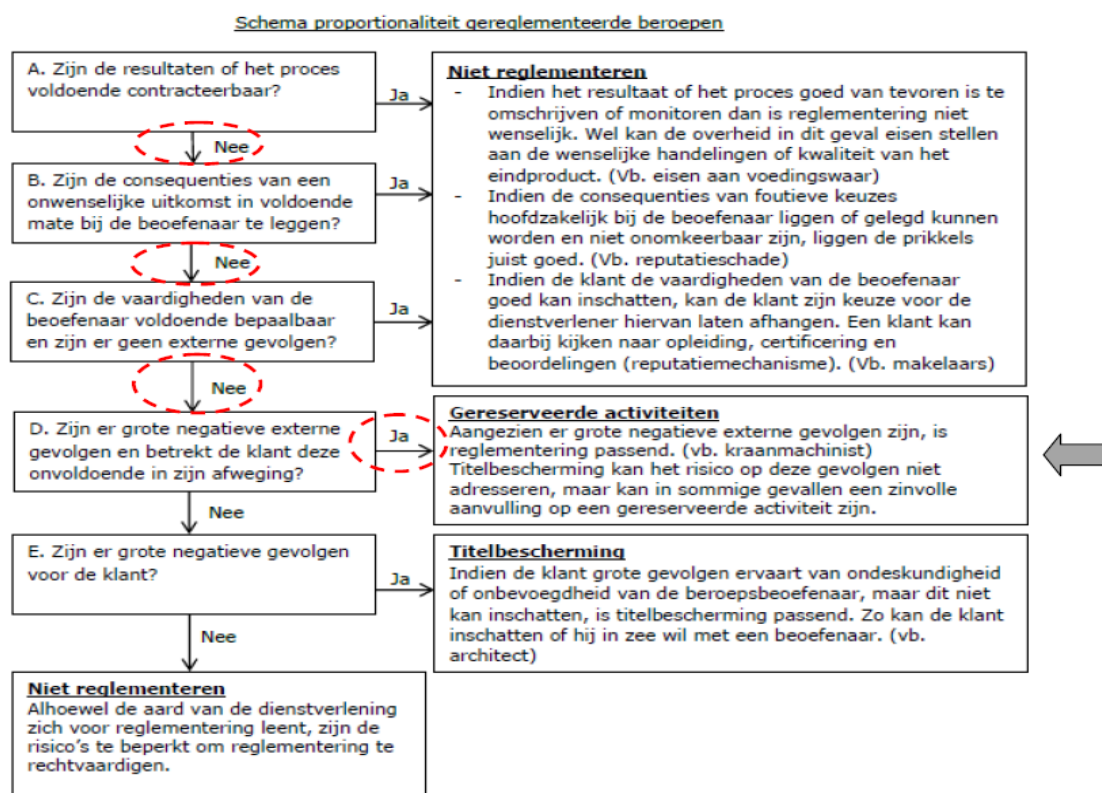 Schema proportionaliteit gereglementeerde beroepen
A. Zijn de resultaten of het proces
voldoende contracteerbaar?
Ja
Nee
Niet reglementeren
- Indien het resultaat of het proces goed van tevoren is te
omschrijven of monitoren dan is reglementering niet
wenselijk. Wel kan de overheid in dit geval eisen stellen
aan de wenselijke handelingen of kwaliteit van het
eindproduct. (Vb. eisen aan voedingswaar)
- Indien de consequenties van foutieve keuzes
hoofdzakelijk bij de beoefenaar liggen of gelegd kunnen
worden en niet onomkeerbaar zijn, liggen de prikkels
juist goed. (Vb. reputatieschade)
- Indien de klant de vaardigheden van de beoefenaar
goed kan inschatten, kan de klant zijn keuze voor de
dienstverlener hiervan laten afhangen. Een klant kan
daarbij kijken naar opleiding, certificering en
beoordelingen (reputatiemechanisme). (Vb. makelaars)
B. Zijn de consequenties van een
onwenselijke uitkomst in voldoende
mate bij de beoefenaar te leggen?
Ja
Nee
C. Zijn de vaardigheden van de
beoefenaar voldoende bepaalbaar
en zijn er geen externe gevolgen?
Ja
Nee
D. Zijn er grote negatieve externe
gevolgen en betrekt de klant deze
onvoldoende in zijn afweging?
Ja
Nee
Gereserveerde activiteiten
Aangezien er grote negatieve externe gevolgen zijn, is
reglementering passend. (vb. kraanmachinist)
Titelbescherming kan het risico op deze gevolgen niet
adresseren, maar kan in sommige gevallen een zinvolle
aanvulling op een gereserveerde activiteit zijn.
E. Zijn er grote negatieve gevolgen
voor de klant?
Ja
Nee
Titelbescherming
Indien de klant grote gevolgen ervaart van ondeskundigheid
of onbevoegdheid van de beroepsbeoefenaar, maar dit niet
kan inschatten, is titelbescherming passend. Zo kan de klant
inschatten of hij in zee wil met een beoefenaar. (vb.
architect)
Niet reglementeren
Alhoewel de aard van de dienstverlening
zich voor reglementering leent, zijn de
risico's te beperkt om reglementering te
rechtvaardigen.